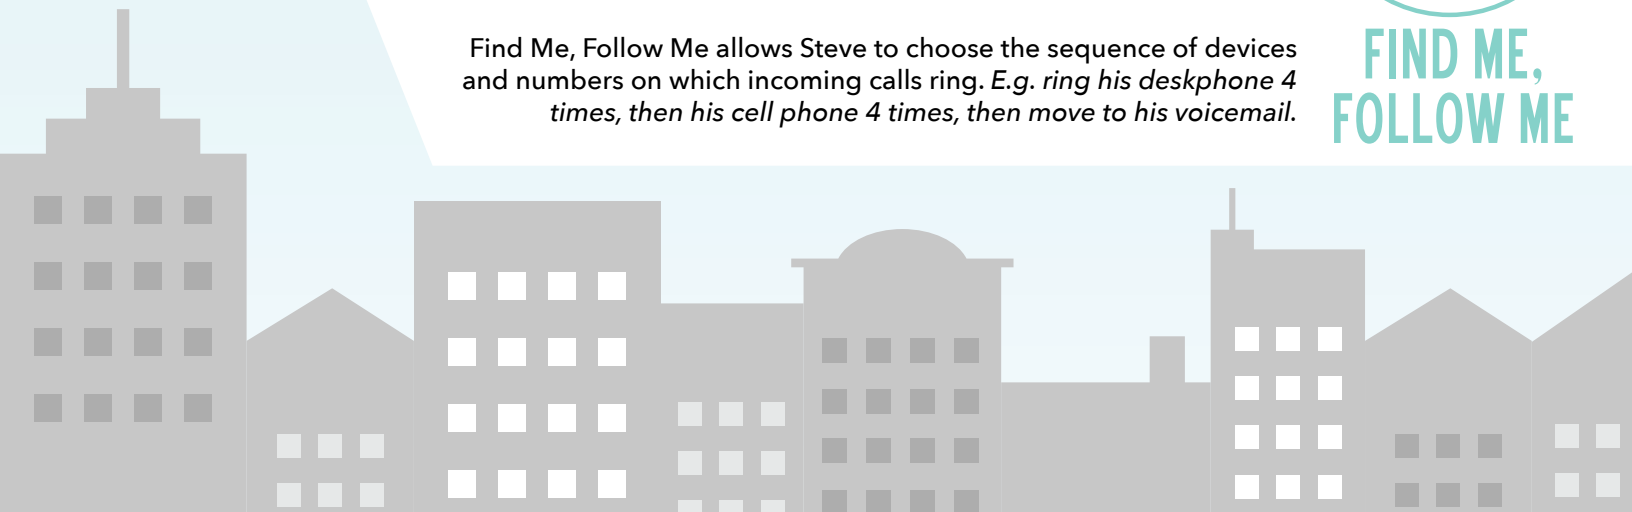 Find Me, Follow Me allows Steve to choose the sequence of devices
and numbers on which incoming calls ring. E.g. ring his deskphone 4
times, then his cell phone 4 times, then move to his voicemail.
FIND ME,
FOLLOW ME